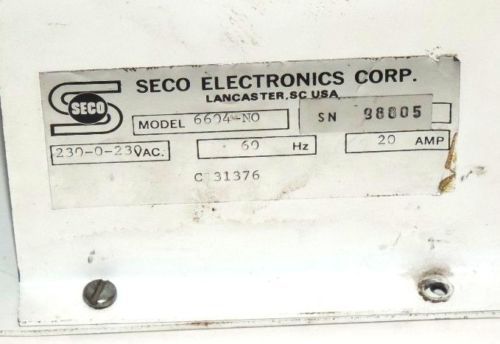 SECO
SECO ELECTRONICS CORP.
LANCASTER, SC USA
MODEL 6604-NO SN 98805
230-0-230 VAC. 60 Hz 20 AMP
C 31376